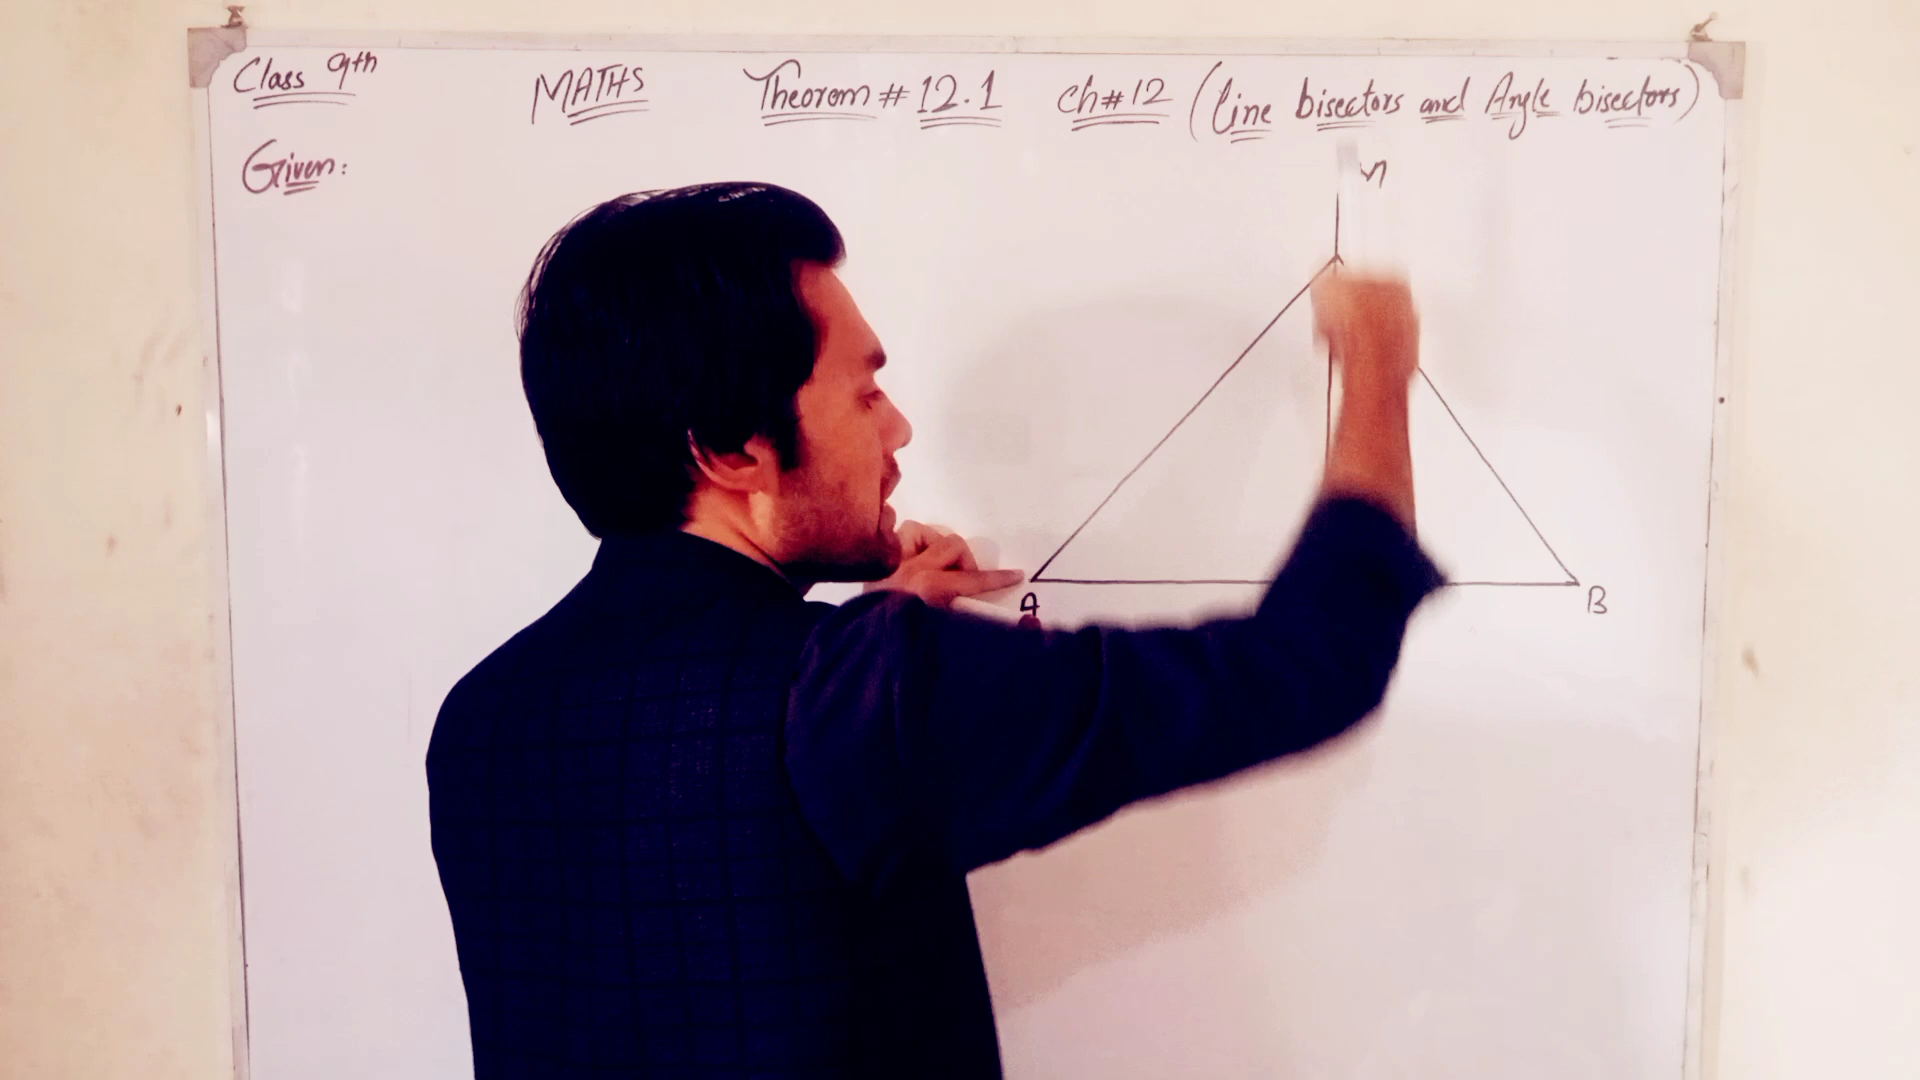 Class 9th MATHS Theorem # 12.1 Ch#12 (line bisectors and Angle bisectors)
Given:
M
A B